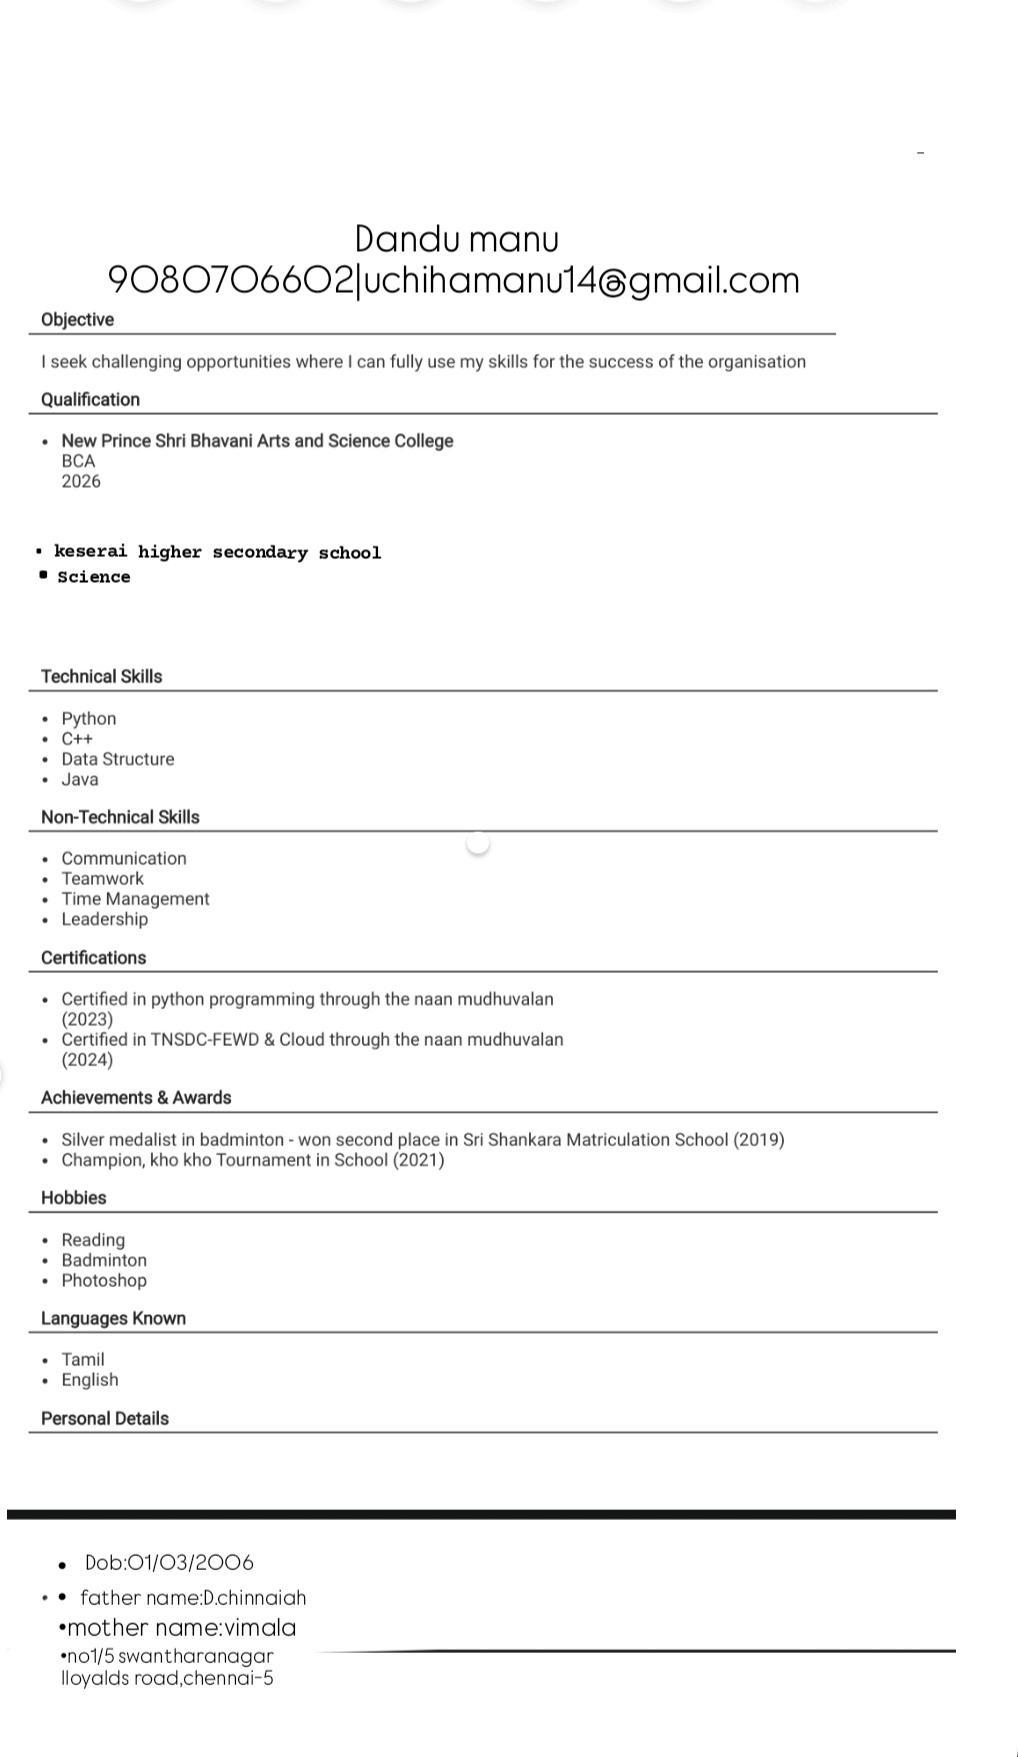 Dandu manu
9080706602|uchihamanu14@gmail.com
Objective
I seek challenging opportunities where I can fully use my skills for the success of the organisation
Qualification
• New Prince Shri Bhavani Arts and Science College
BCA
2026
• keserai higher secondary school
• Science
Technical Skills
• Python
• C++
• Data Structure
• Java
Non-Technical Skills
• Communication
• Teamwork
• Time Management
• Leadership
Certifications
• Certified in python programming through the naan mudhuvalan
(2023)
• Certified in TNSDC-FEWD & Cloud through the naan mudhuvalan
(2024)
Achievements & Awards
• Silver medalist in badminton - won second place in Sri Shankara Matriculation School (2019)
• Champion, kho kho Tournament in School (2021)
Hobbies
• Reading
• Badminton
• Photoshop
Languages Known
• Tamil
• English
Personal Details
• Dob:01/03/2006
• • father name:D.chinnaiah
•mother name:vimala
•no1/5 swantharanagar
lloyalds road,chennai-5